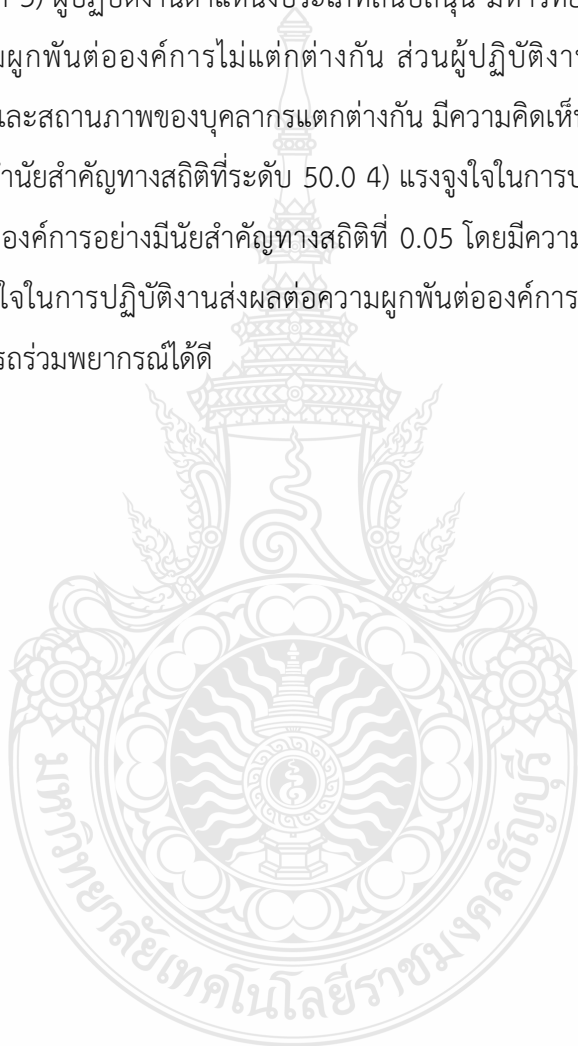 3) ผู้ปฏิบัติงานตำแหน่งประเภทสนับสนุน
ผูกพันต่อองค์การไม่แตกต่างกัน ส่วนผู้ปฏิบัติงาน
และสถานภาพของบุคลากรแตกต่างกัน มีความคิดเห็น
นัยสำคัญทางสถิติที่ระดับ 50.0 4) แรงจูงใจในการ
องค์การอย่างมีนัยสำคัญทางสถิติที่ 0.05 โดยมีความ
ใจในการปฏิบัติงานส่งผลต่อความผูกพันต่อองค์การ
รถร่วมพยากรณ์ได้ดี
มหาวิทยาลัยเทคโนโลยีราชมงคลธัญบุรี